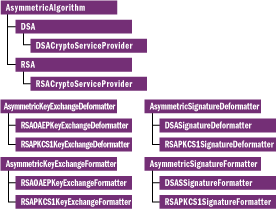 AsymmetricAlgorithm
DSA
DSACryptoServiceProvider
RSA
RSACryptoServiceProvider
AsymmetricKeyExchangeDeformatter
RSAOAEPKeyExchangeDeformatter
RSAPKCS1KeyExchangeDeformatter
AsymmetricKeyExchangeFormatter
RSAOAEPKeyExchangeFormatter
RSAPKCS1KeyExchangeFormatter
AsymmetricSignatureDeformatter
DSASignatureDeformatter
RSAPKCS1SignatureDeformatter
AsymmetricSignatureFormatter
DSASSignatureFormatter
RSAPKCS1SignatureFormatter